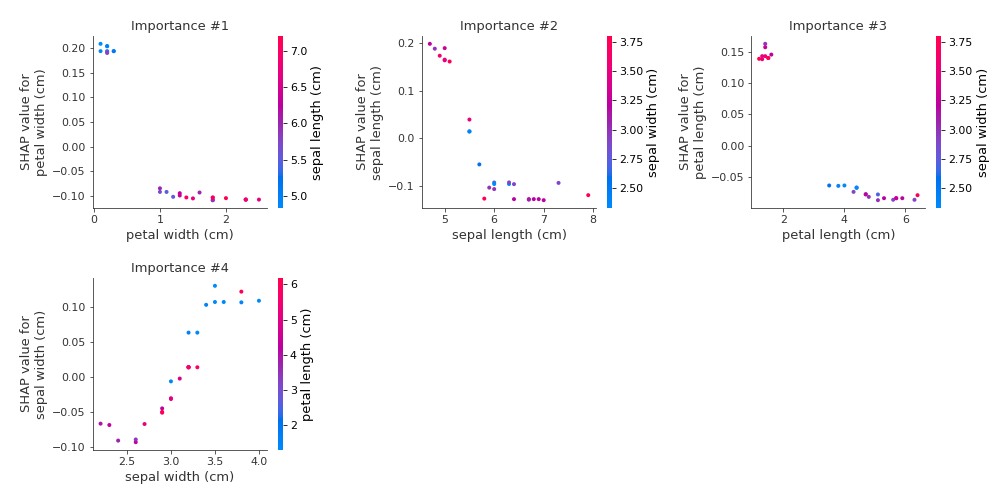 Importance #1
SHAP value for
petal width (cm)
0.20
0.15
0.10
0.05
0.00
−0.05
−0.10
0
1
2
petal width (cm)
7.0
6.5
6.0
5.5
5.0
sepal length (cm)
Importance #2
SHAP value for
sepal length (cm)
0.2
0.1
0.0
−0.1
5
6
7
8
sepal length (cm)
3.75
3.50
3.25
3.00
2.75
2.50
sepal width (cm)
Importance #3
SHAP value for
petal length (cm)
0.15
0.10
0.05
0.00
−0.05
2
4
6
petal length (cm)
3.75
3.50
3.25
3.00
2.75
2.50
sepal width (cm)
Importance #4
SHAP value for
sepal width (cm)
0.10
0.05
0.00
−0.05
−0.10
2.5
3.0
3.5
4.0
sepal width (cm)
6
5
4
3
2
petal length (cm)